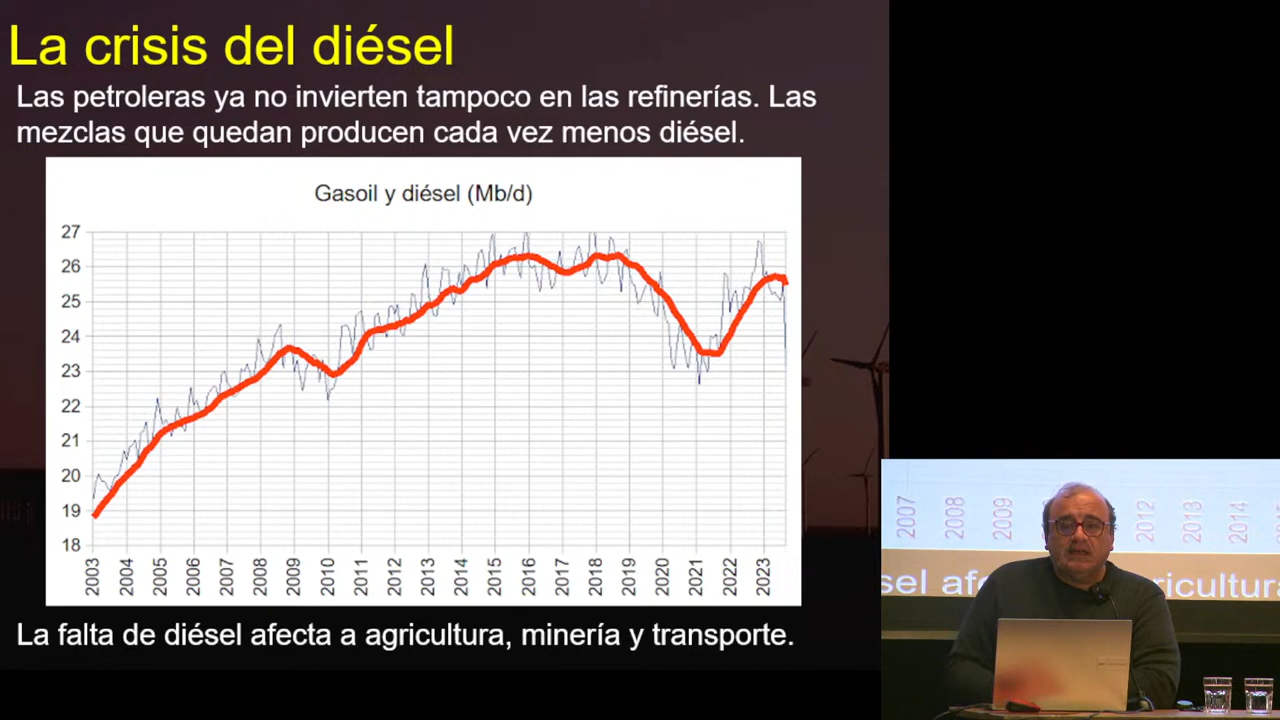 La crisis del diésel
Las petroleras ya no invierten tampoco en las refinerías. Las
mezclas que quedan producen cada vez menos diésel.
Gasoil y diésel (Mb/d)
27
26
25
24
23
22
21
20
19
18
2003 2004 2005 2006 2007 2008 2009 2010 2011 2012 2013 2014 2015 2016 2017 2018 2019 2020 2021 2022 2023
La falta de diésel afecta a agricultura, minería y transporte.
2007 2008 2009 2012 2013 2014
sel afe ricultura